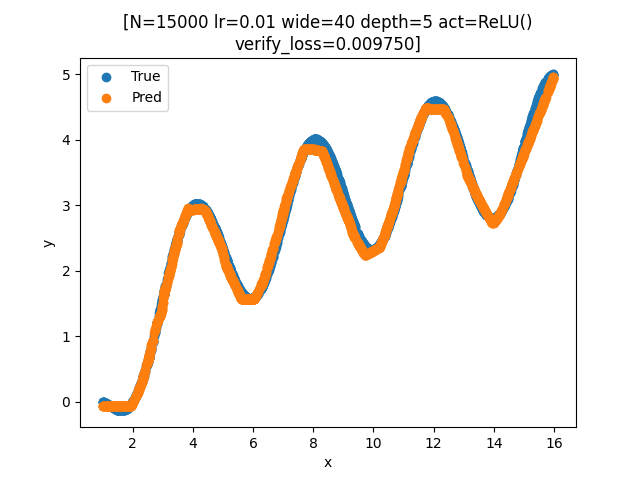 [N=15000 lr=0.01 wide=40 depth=5 act=ReLU()
verify_loss=0.009750]
True
Pred
y
5
4
3
2
1
0
2 4 6 8 10 12 14 16
x